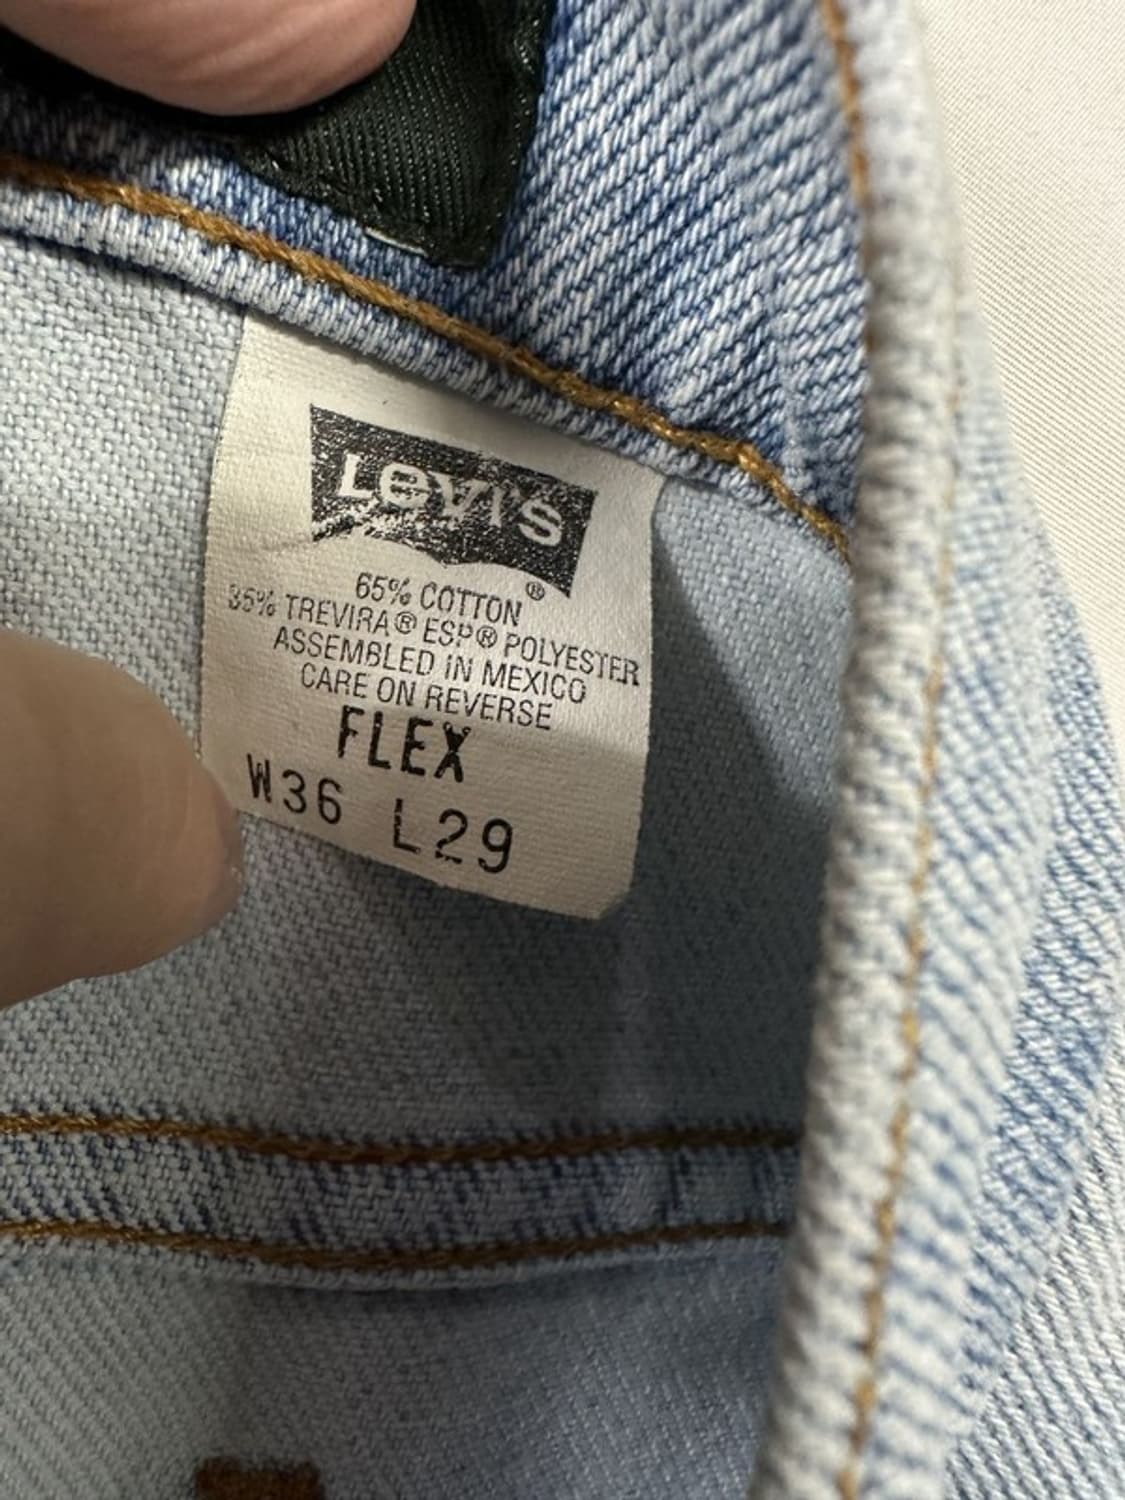 Levi's
®
65% COTTON
35% TREVIRA® ESP® POLYESTER
ASSEMBLED IN MEXICO
CARE ON REVERSE
FLEX
W36 L29